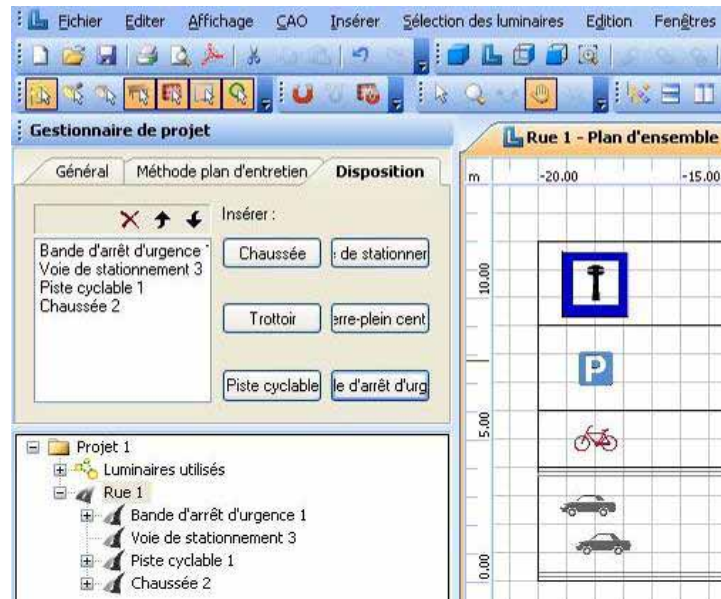 Fichier Editer Affichage CAO Insérer Sélection des luminaires Edition Fenêtres
Gestionnaire de projet
Rue 1 - Plan d'ensemble
Général Méthode plan d'entretien Disposition
m -20.00 -15.00
Insérer :
Bande d'arrêt d'urgence
Voie de stationnement 3
Piste cyclable 1
Chaussée 2
Chaussée de stationner
Trottoir erre-plein cent
Piste cyclable le d'arrêt d'urg
10.00
P
5.00
0.00
Projet 1
Luminaires utilisés
Rue 1
Bande d'arrêt d'urgence 1
Voie de stationnement 3
Piste cyclable 1
Chaussée 2